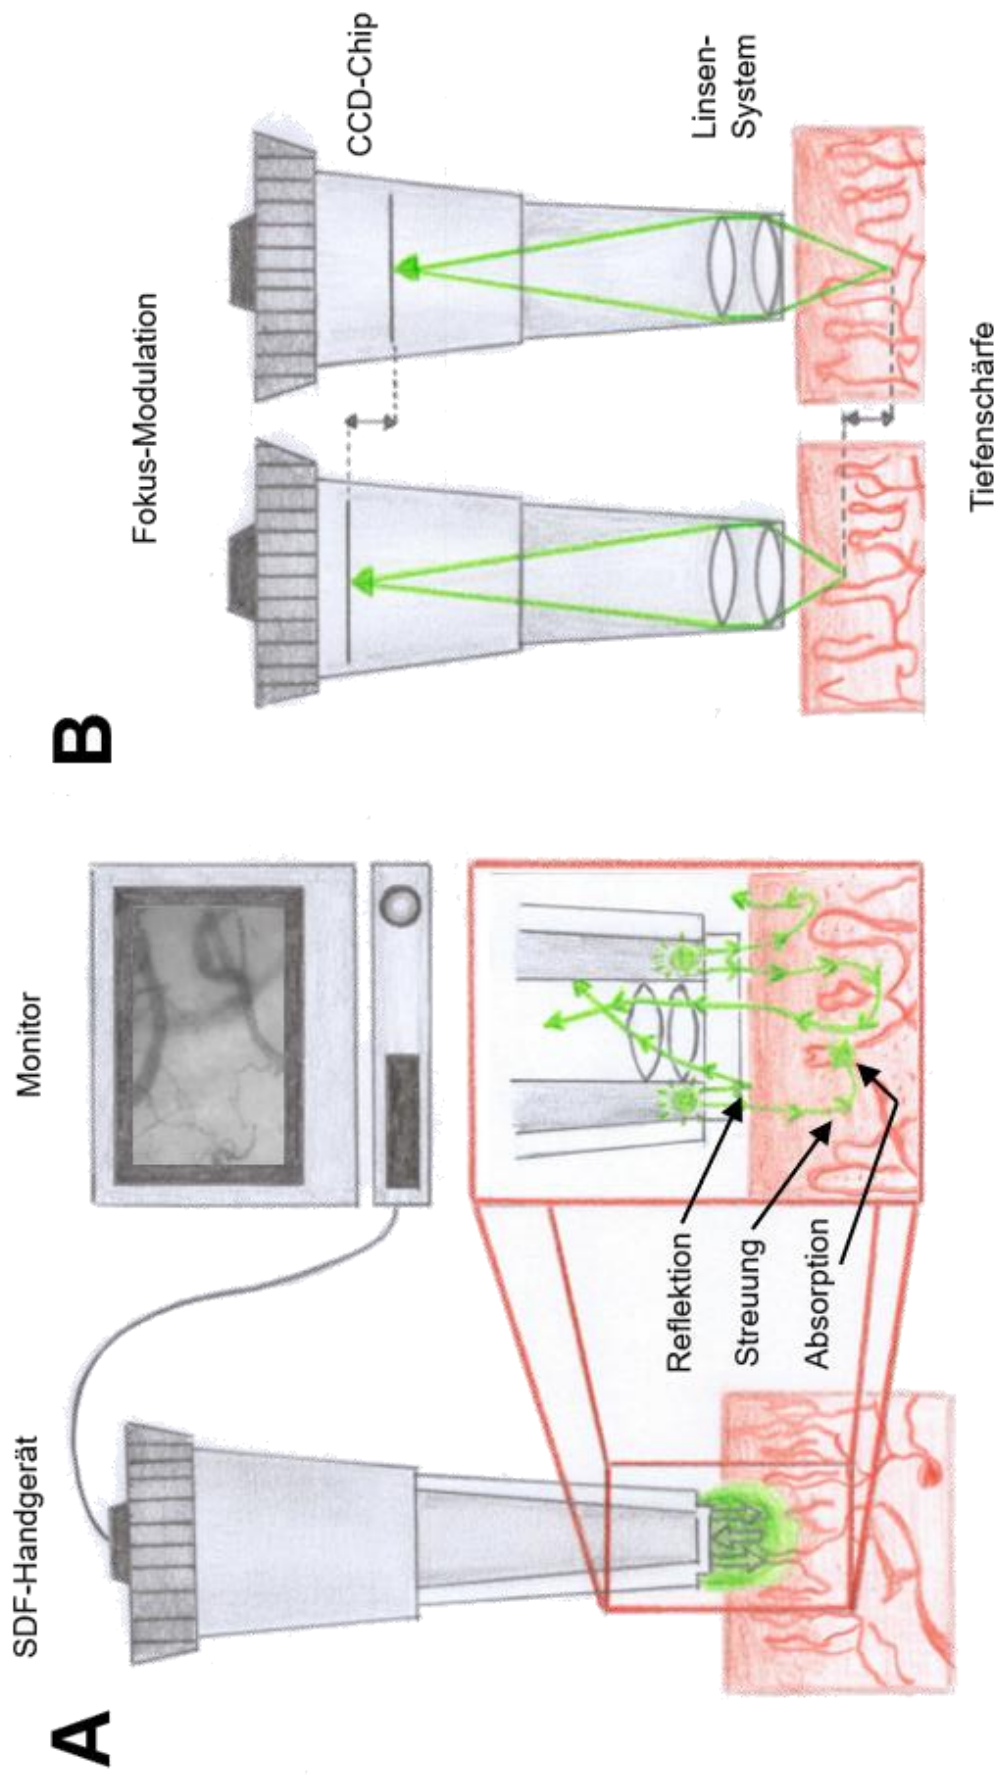 A
SDF-Handgerät
Monitor
Reflektion
Streuung
Absorption
B
Fokus-Modulation
CCD-Chip
Linsen-
System
Tiefenschärfe